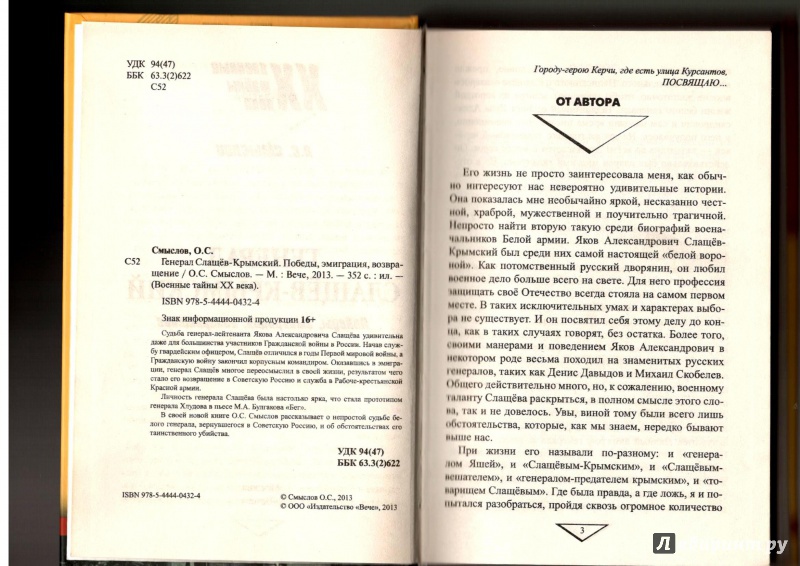 УДК 94(47)
ББК 63.3(2)622
С52
Смыслов, О.С.
С52 Генерал Слащёв-Крымский. Победы, эмиграция, возвра-
щение / О.С. Смыслов. — М. : Вече, 2013. — 352 с. : ил. —
(Военные тайны XX века).
ISBN 978-5-4444-0432-4
Знак информационной продукции 16+
Судьба генерал-лейтенанта Якова Александровича Слащёва удивительна
даже для большинства участников Гражданской войны в России. Начав служ-
бу гвардейским офицером, Слащёв отличился в годы Первой мировой войны, а
Гражданскую войну закончил корпусным командиром. Оказавшись в эмигра-
ции, генерал Слащёв многое переосмыслил в своей жизни, результатом чего
стало его возвращение в Советскую Россию и служба в Рабоче-крестьянской
Красной армии.
Личность генерала Слащёва была настолько ярка, что стала прототипом
генерала Хлудова в пьесе М.А. Булгакова «Бег».
В своей новой книге О.С. Смыслов рассказывает о непростой судьбе бе-
лого генерала, вернувшегося в Советскую Россию, и об обстоятельствах его
таинственного убийства.
УДК 94(47)
ББК 63.3(2)622
ISBN 978-5-4444-0432-4
© Смыслов О.С., 2013
© ООО «Издательство «Вече», 2013
Городу-герою Керчи, где есть улица Курсантов,
ПОСВЯЩАЮ...
ОТ АВТОРА
Его жизнь не просто заинтересовала меня, как обыч-
но интересуют нас невероятно удивительные истории.
Она показалась мне необычайно яркой, несказанно чест-
ной, храброй, мужественной и поучительно трагичной.
Непросто найти вторую такую среди биографий воена-
чальников Белой армии. Яков Александрович Слащёв-
Крымский был среди них самой настоящей «белой воро-
ной». Как потомственный русский дворянин, он любил
военное дело больше всего на свете. Для него профессия
защищать своё Отечество всегда стояла на самом первом
месте. В таких исключительных умах и характерах выбо-
ра не существует. И он посвятил себя этому делу до кон-
ца, как в таких случаях говорят, без остатка. Более того,
своими манерами и поведением Яков Александрович в
некотором роде весьма походил на знаменитых русских
генералов, таких как Денис Давыдов и Михаил Скобелев.
Общего действительно много, но, к сожалению, военному
таланту Слащёва раскрыться, в полном смысле этого сло-
ва, так и не довелось. Увы, виной тому были всего лишь
обстоятельства, которые, как мы знаем, нередко бывают
выше нас.
При жизни его называли по-разному: и «генера-
лом Яшей», и «Слащёвым-Крымским», и «Слащёвым-
вешателем», и «генералом-предателем крымским», и «то-
варищем Слащёвым». Где была правда, а где ложь, я и по-
пытался разобраться, пройдя сквозь огромное количество
3